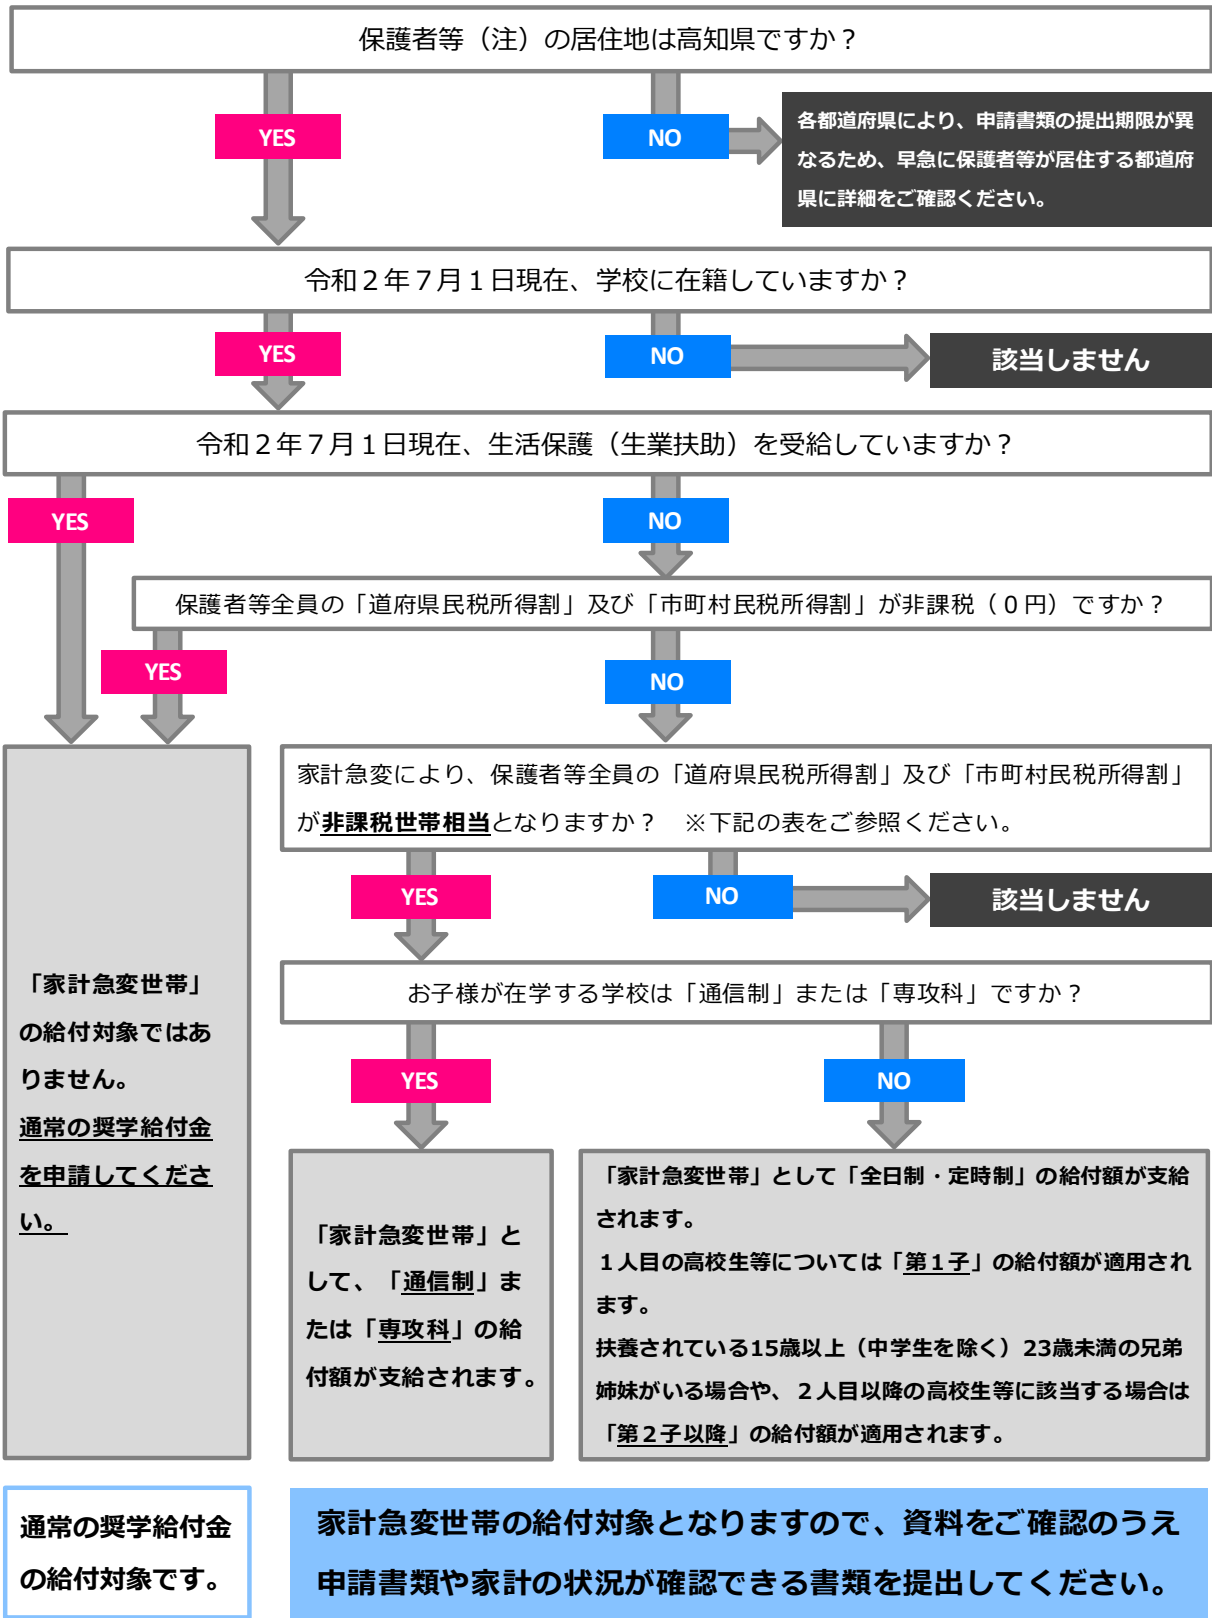 保護者等（注）の居住地は高知県ですか？
YES
NO
各都道府県により、申請書類の提出期限が異
なるため、早急に保護者等が居住する都道府
県に詳細をご確認ください。
令和２年７月１日現在、学校に在籍していますか？
YES
NO
該当しません
令和２年７月１日現在、生活保護（生業扶助）を受給していますか？
YES
NO
保護者等全員の「道府県民税所得割」及び「市町村民税所得割」が非課税（０円）ですか？
YES
NO
家計急変により、保護者等全員の「道府県民税所得割」及び「市町村民税所得割」
が非課税世帯相当となりますか？　※下記の表をご参照ください。
YES
NO
該当しません
お子様が在学する学校は「通信制」または「専攻科」ですか？
YES
NO
「家計急変世帯」
の給付対象ではあ
りません。
通常の奨学給付金
を申請してくださ
い。
「家計急変世帯」と
して、「通信制」ま
たは「専攻科」の給
付額が支給されます。
「家計急変世帯」として「全日制・定時制」の給付額が支給
されます。
１人目の高校生等については「第１子」の給付額が適用され
ます。
扶養されている15歳以上（中学生を除く）23歳未満の兄弟
姉妹がいる場合や、２人目以降の高校生等に該当する場合は
「第２子以降」の給付額が適用されます。
通常の奨学給付金
の給付対象です。
家計急変世帯の給付対象となりますので、資料をご確認のうえ
申請書類や家計の状況が確認できる書類を提出してください。